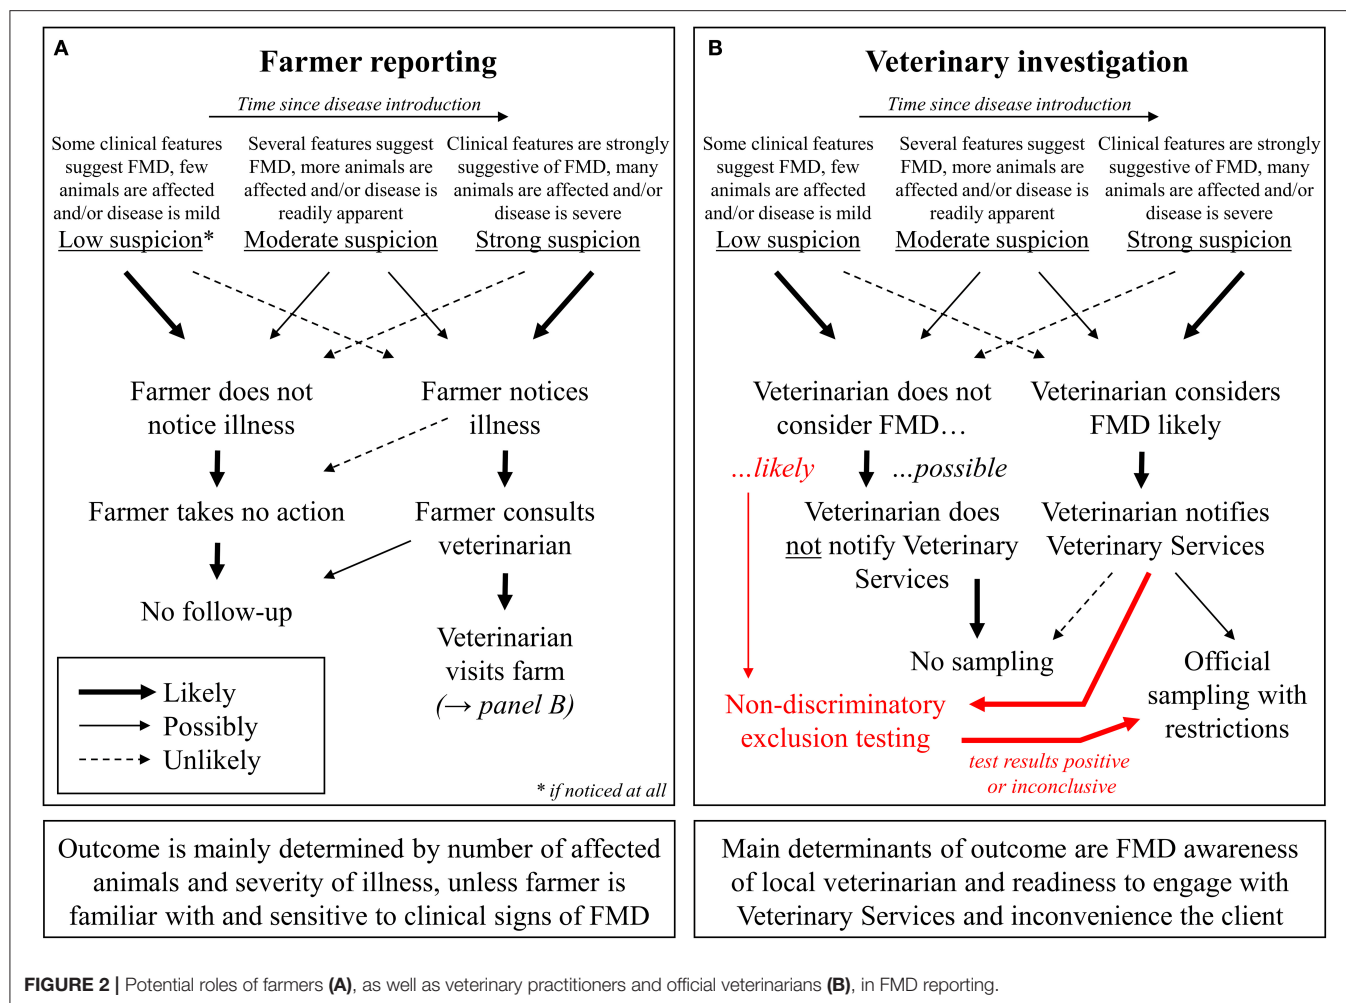 A
Farmer reporting
Time since disease introduction
Some clinical features
suggest FMD, few
animals are affected
and/or disease is mild
Low suspicion*
Several features suggest
FMD, more animals are
affected and/or disease is
readily apparent
Moderate suspicion
Clinical features are strongly
suggestive of FMD, many
animals are affected and/or
disease is severe
Strong suspicion
Farmer does not
notice illness
Farmer notices
illness
Farmer takes no action
Farmer consults
veterinarian
No follow-up
Veterinarian
visits farm
(→ panel B)
Likely
Possibly
Unlikely
* if noticed at all
Outcome is mainly determined by number of affected
animals and severity of illness, unless farmer is
familiar with and sensitive to clinical signs of FMD
B
Veterinary investigation
Time since disease introduction
Some clinical features
suggest FMD, few
animals are affected
and/or disease is mild
Low suspicion
Several features suggest
FMD, more animals are
affected and/or disease is
readily apparent
Moderate suspicion
Clinical features are strongly
suggestive of FMD, many
animals are affected and/or
disease is severe
Strong suspicion
Veterinarian does not
consider FMD…
Veterinarian considers
FMD likely
…likely
…possible
Veterinarian does
not notify Veterinary
Services
Veterinarian notifies
Veterinary Services
No sampling
Official
sampling with
restrictions
Non-discriminatory
exclusion testing
test results positive
or inconclusive
Main determinants of outcome are FMD awareness
of local veterinarian and readiness to engage with
Veterinary Services and inconvenience the client
FIGURE 2 | Potential roles of farmers (A), as well as veterinary practitioners and official veterinarians (B), in FMD reporting.